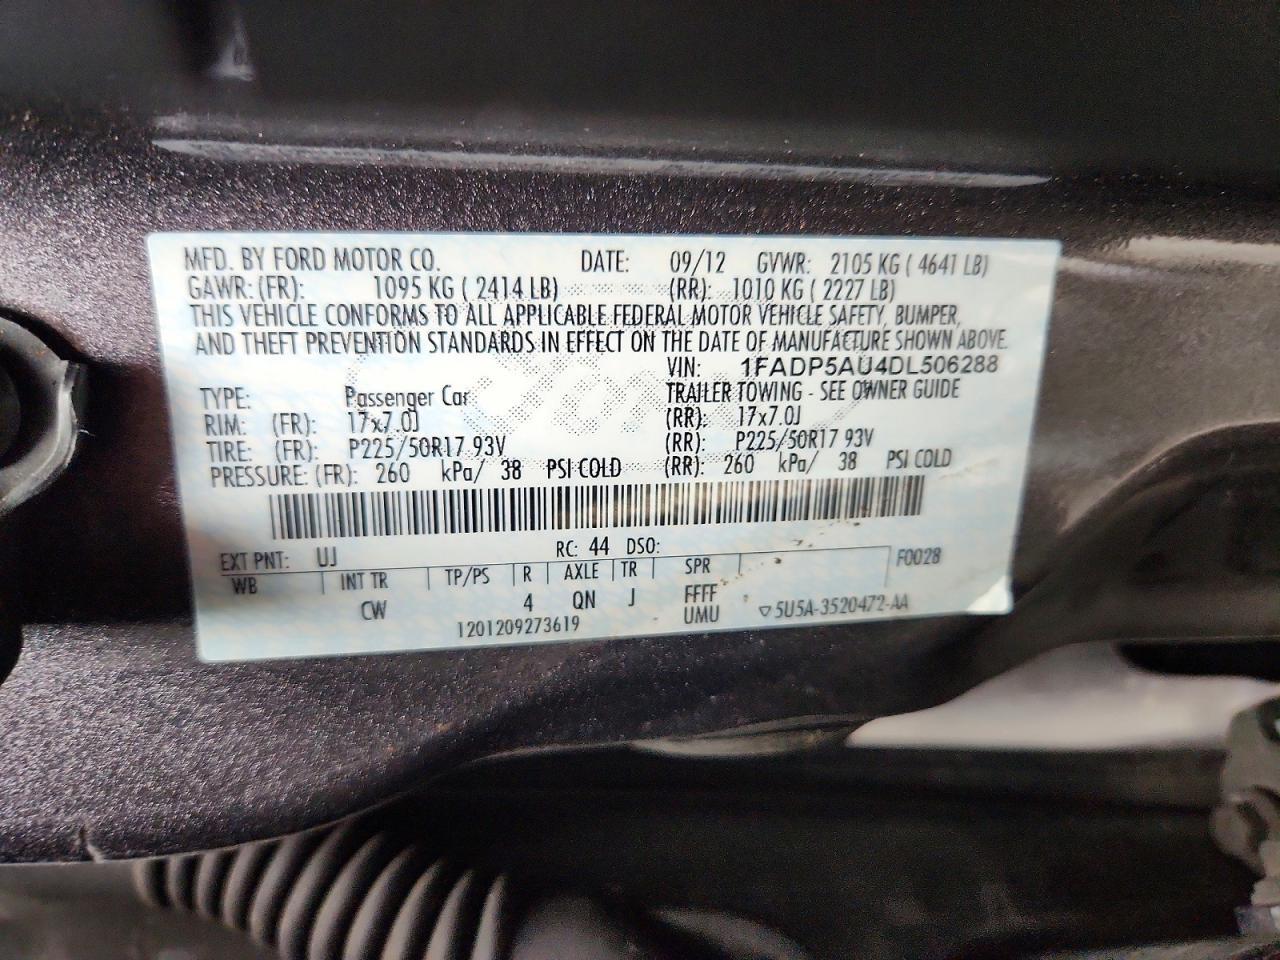 MFD. BY FORD MOTOR CO. DATE: 09/12 GVWR: 2105 KG ( 4641 LB)
GAWR: (FR): 1095 KG ( 2414 LB) (RR): 1010 KG ( 2227 LB)
THIS VEHICLE CONFORMS TO ALL APPLICABLE FEDERAL MOTOR VEHICLE SAFETY, BUMPER,
AND THEFT PREVENTION STANDARDS IN EFFECT ON THE DATE OF MANUFACTURE SHOWN ABOVE.
VIN: 1FADP5AU4DL506288
TYPE: Passenger Car TRAILER TOWING - SEE OWNER GUIDE
RIM: (FR): 17x7.0J (RR): 17x7.0J
TIRE: (FR): P225/50R17 93V (RR): P225/50R17 93V
PRESSURE: (FR): 260 kPa/ 38 PSI COLD (RR): 260 kPa/ 38 PSI COLD
EXT PNT: UJ RC: 44 DSO: F0028
WB INT TR TP/PS R AXLE TR SPR
CW 4 QN J FFFF
UMU
1201209273619 ▽5U5A-3520472-AA